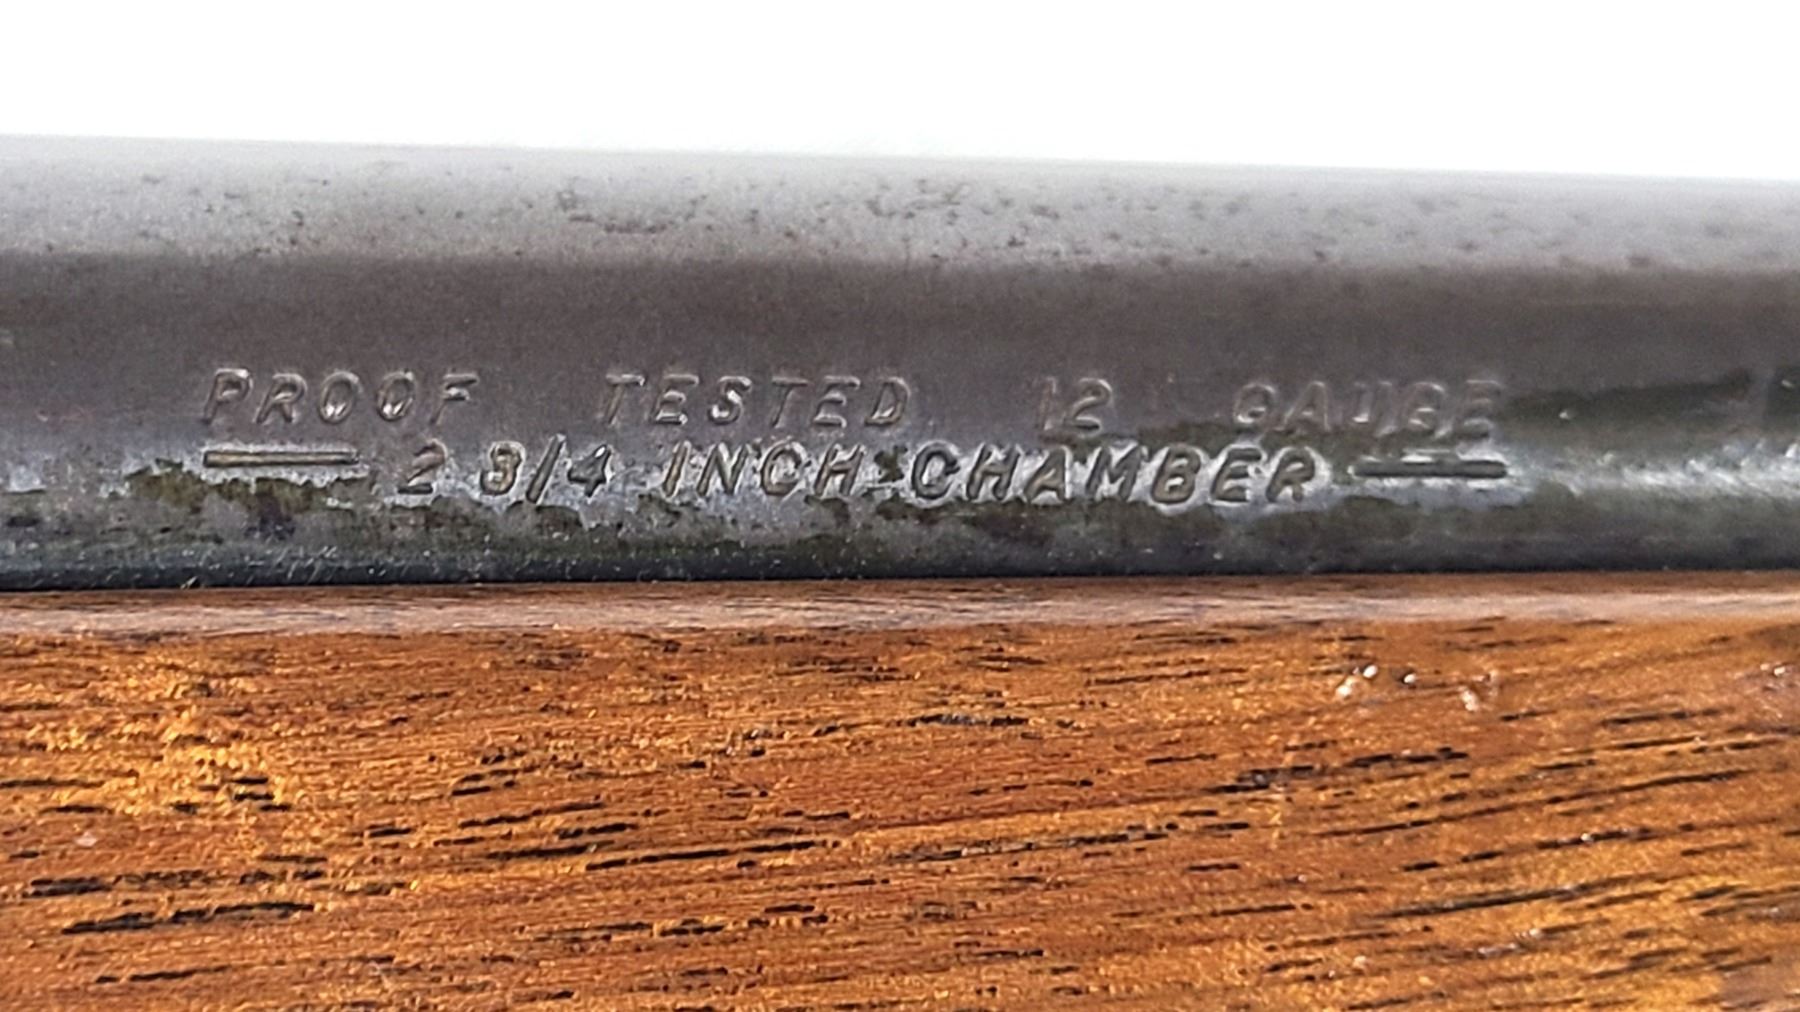 PROOF TESTED 12 GAUGE
— 2 3/4 INCH CHAMBER —